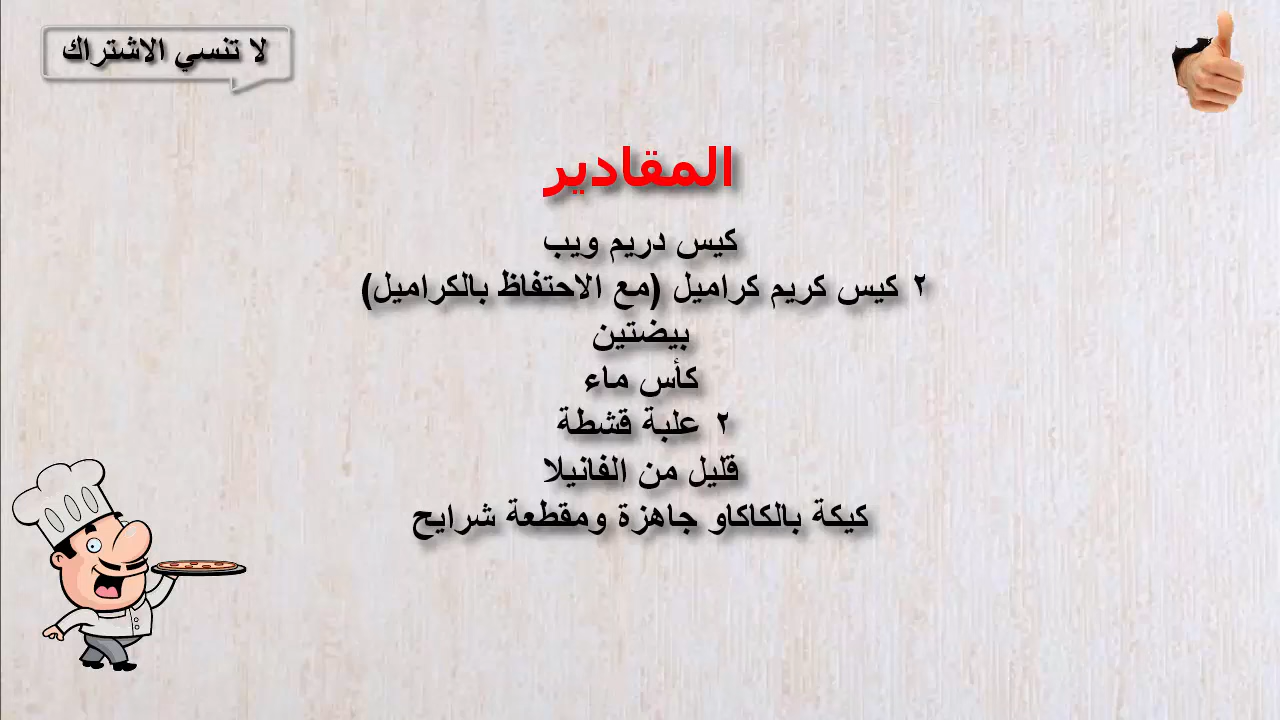 لا تنسي الاشتراك
المقادير
كيس دريم ويب
٢ كيس كريم كراميل (مع الاحتفاظ بالكراميل)
بيضتين
كأس ماء
٢ علبة قشطة
قليل من الفانيلا
كيكة بالكاكاو جاهزة ومقطعة شرايح